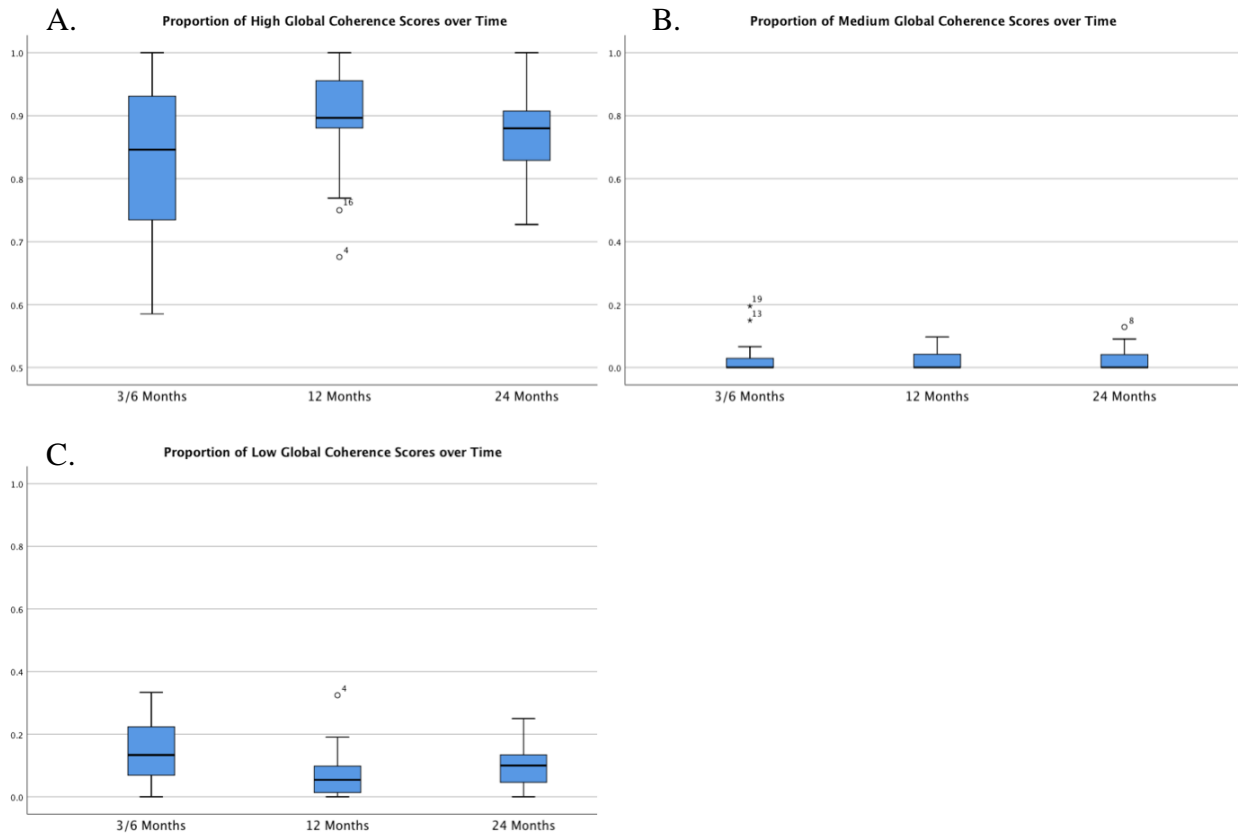 A.
Proportion of High Global Coherence Scores over Time
1.0
0.9
0.8
0.7
0.6
0.5
16
4
3/6 Months 12 Months 24 Months
B.
Proportion of Medium Global Coherence Scores over Time
1.0
0.8
0.6
0.4
0.2
0.0
19
13
8
3/6 Months 12 Months 24 Months
C.
Proportion of Low Global Coherence Scores over Time
1.0
0.8
0.6
0.4
0.2
0.0
4
3/6 Months 12 Months 24 Months